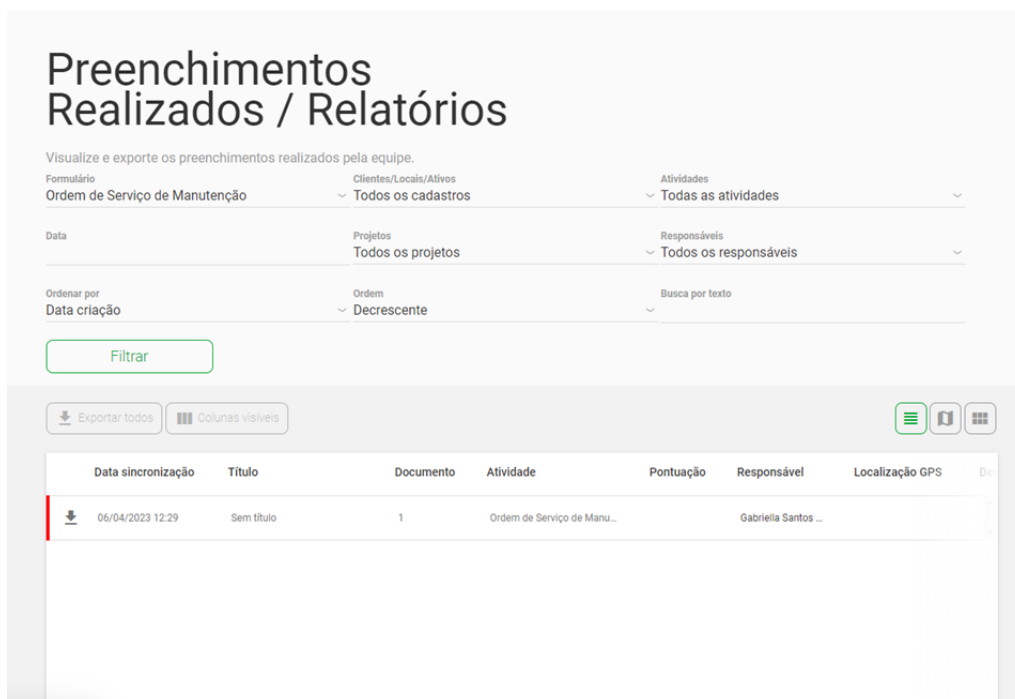 Preenchimentos
Realizados / Relatórios
Visualize e exporte os preenchimentos realizados pela equipe.
Formulário Clientes/Locais/Ativos Atividades
Ordem de Serviço de Manutenção Todos os cadastros Todas as atividades
Data Projetos Responsáveis
Todos os projetos Todos os responsáveis
Ordenar por Ordem Busca por texto
Data criação Decrescente
Filtrar
Exportar todos Colunas visíveis
Data sincronização Título Documento Atividade Pontuação Responsável Localização GPS De
06/04/2023 12:29 Sem título 1 Ordem de Serviço de Manu... Gabriella Santos ...